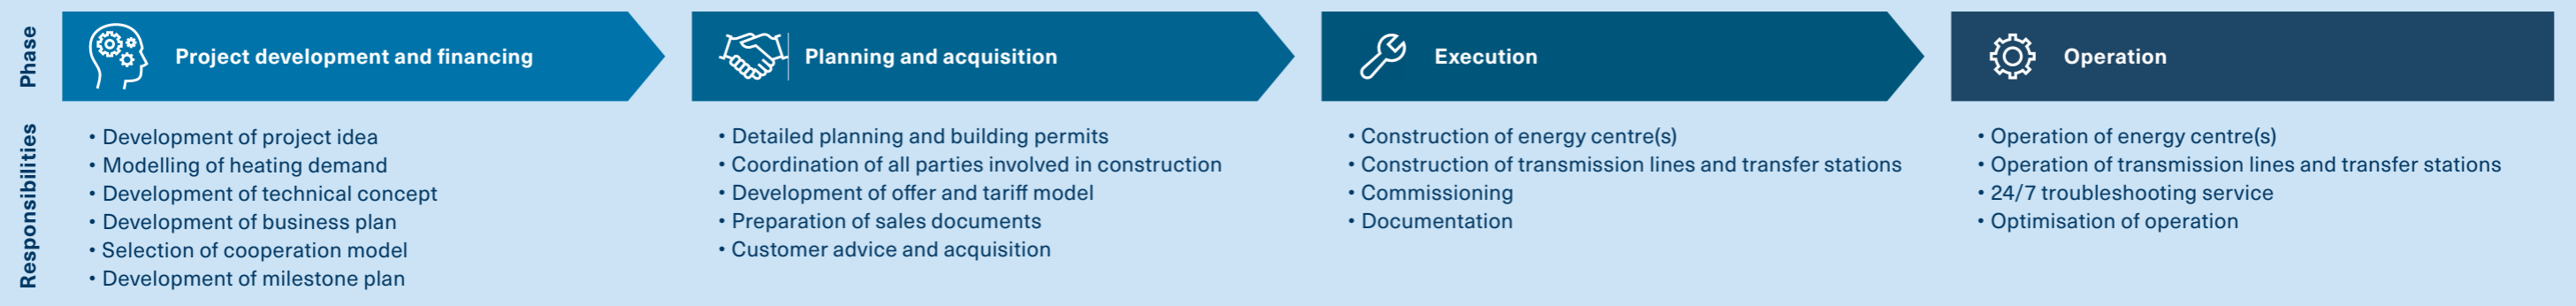 Phase
Project development and financing
Planning and acquisition
Execution
Operation
Responsibilities
• Development of project idea
• Modelling of heating demand
• Development of technical concept
• Development of business plan
• Selection of cooperation model
• Development of milestone plan
• Detailed planning and building permits
• Coordination of all parties involved in construction
• Development of offer and tariff model
• Preparation of sales documents
• Customer advice and acquisition
• Construction of energy centre(s)
• Construction of transmission lines and transfer stations
• Commissioning
• Documentation
• Operation of energy centre(s)
• Operation of transmission lines and transfer stations
• 24/7 troubleshooting service
• Optimisation of operation